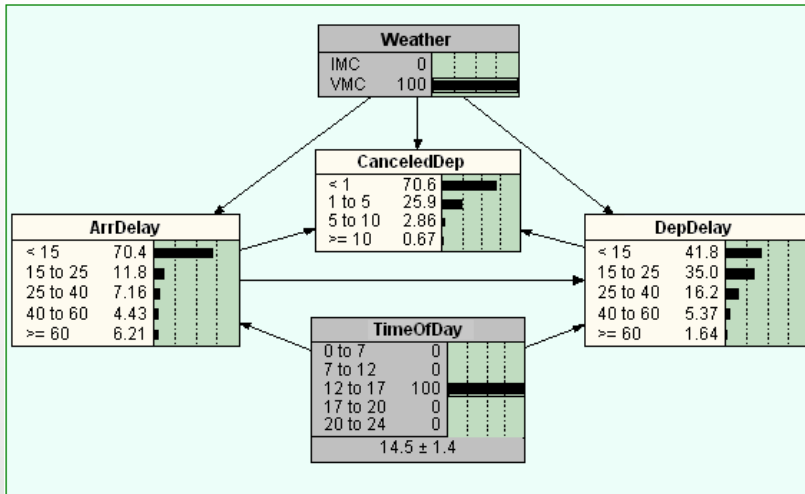 Weather
IMC 0
VMC 100
CanceledDep
< 1 70.6
1 to 5 25.9
5 to 10 2.86
>= 10 0.67
ArrDelay
< 15 70.4
15 to 25 11.8
25 to 40 7.16
40 to 60 4.43
>= 60 6.21
DepDelay
< 15 41.8
15 to 25 35.0
25 to 40 16.2
40 to 60 5.37
>= 60 1.64
TimeOfDay
0 to 7 0
7 to 12 0
12 to 17 100
17 to 20 0
20 to 24 0
14.5 ± 1.4